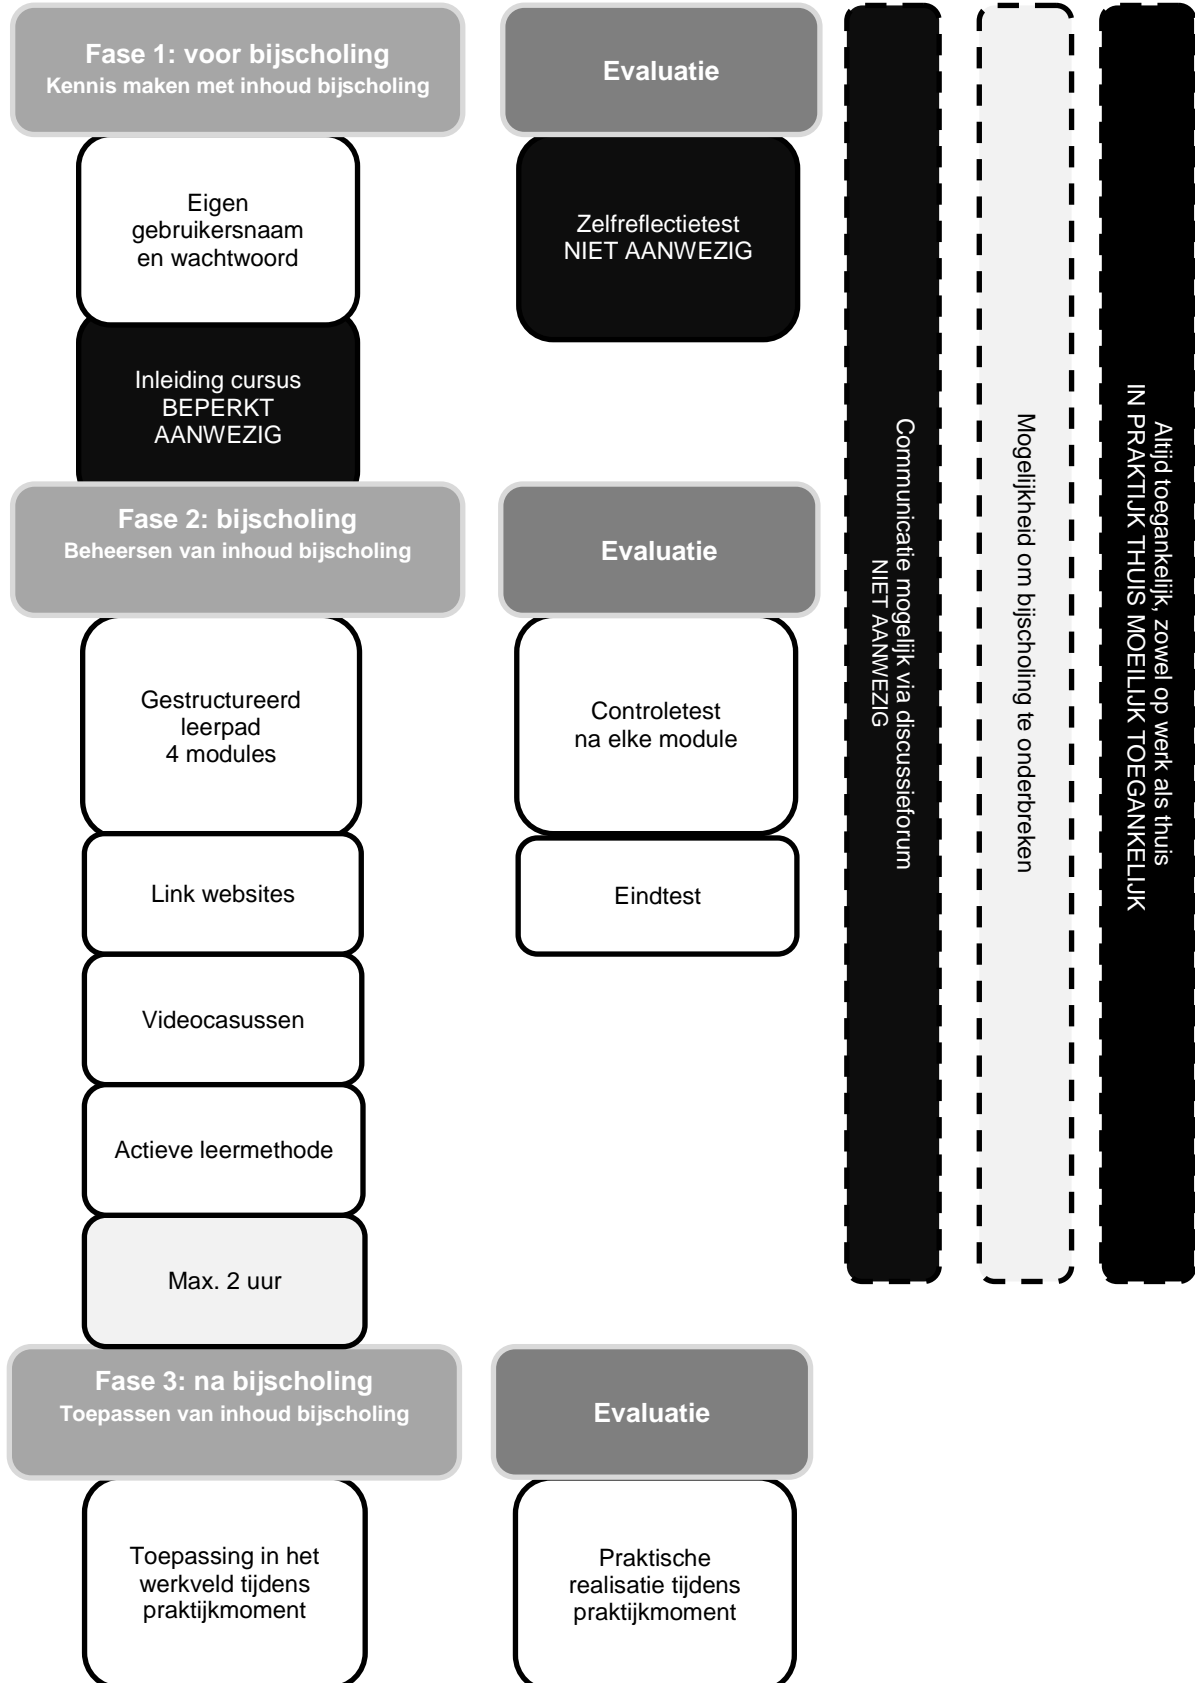 Fase 1: voor bijscholing
Kennis maken met inhoud bijscholing
Evaluatie
Eigen
gebruikersnaam
en wachtwoord
Zelfreflectietest
NIET AANWEZIG
Inleiding cursus
BEPERKT
AANWEZIG
Fase 2: bijscholing
Beheersen van inhoud bijscholing
Evaluatie
Gestructureerd
leerpad
4 modules
Controletest
na elke module
Link websites
Eindtest
Videocasussen
Actieve leermethode
Max. 2 uur
Fase 3: na bijscholing
Toepassen van inhoud bijscholing
Evaluatie
Toepassing in het
werkveld tijdens
praktijkmoment
Praktische
realisatie tijdens
praktijkmoment
Communicatie mogelijk via discussieforum
NIET AANWEZIG
Mogelijkheid om bijscholing te onderbreken
Altijd toegankelijk, zowel op werk als thuis
IN PRAKTIJK THUIS MOEILIJK TOEGANKELIJK